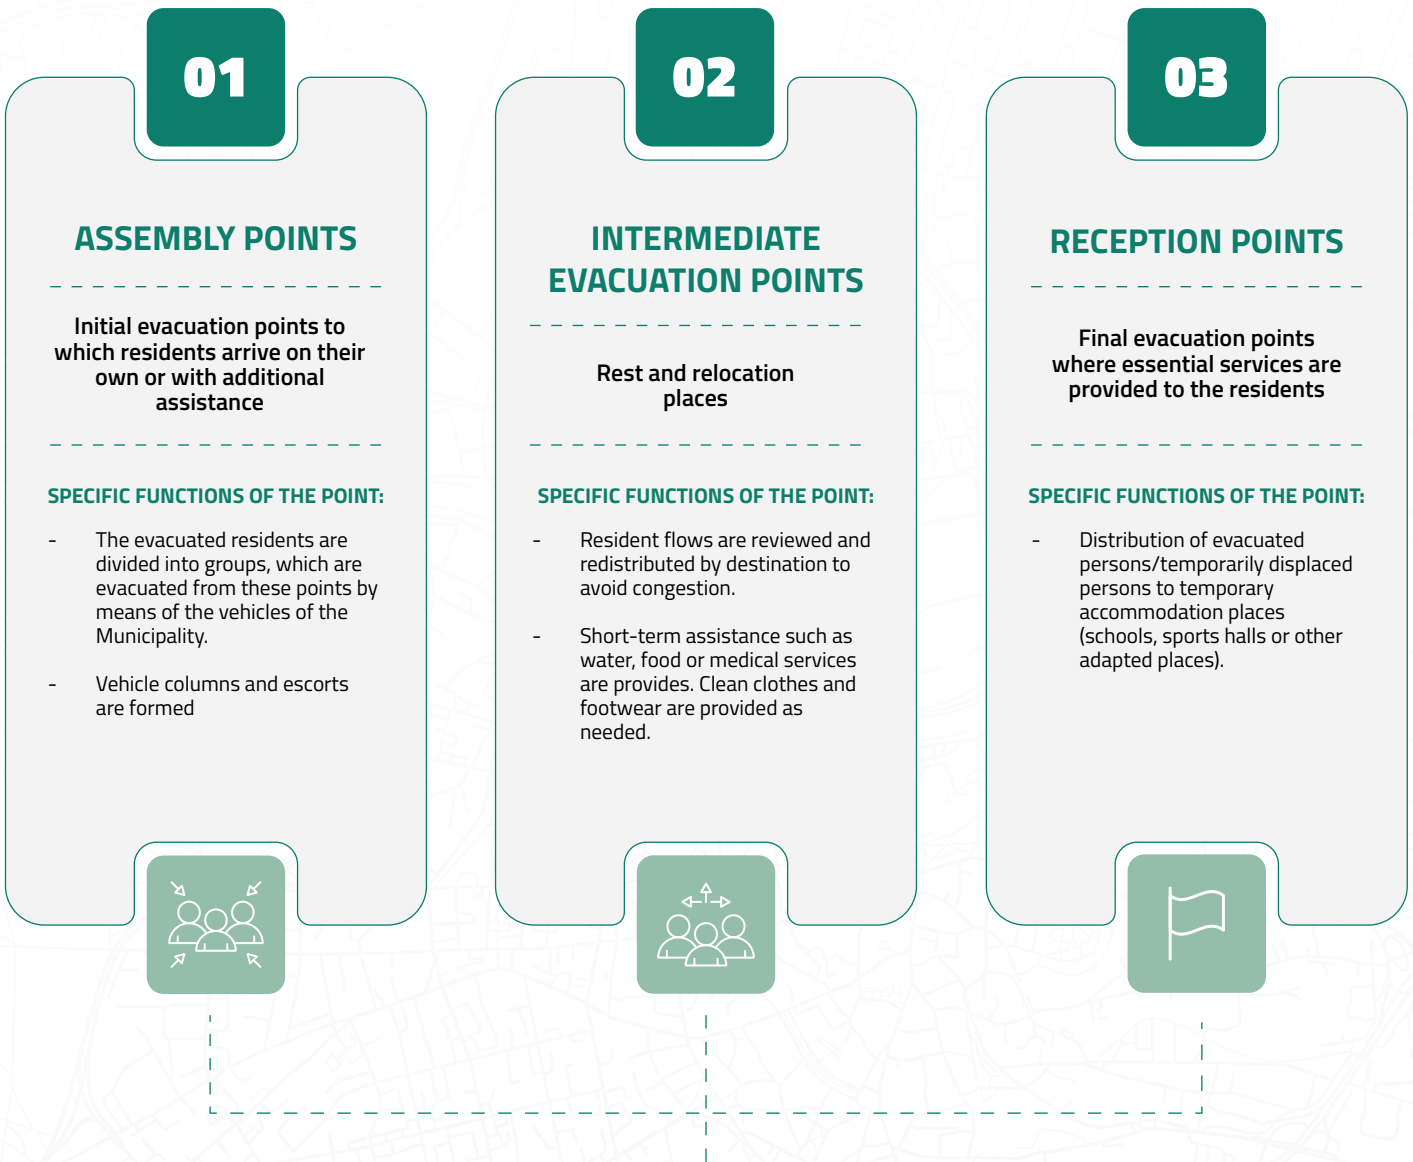 01
ASSEMBLY POINTS
Initial evacuation points to
which residents arrive on their
own or with additional
assistance
SPECIFIC FUNCTIONS OF THE POINT:
- The evacuated residents are
divided into groups, which are
evacuated from these points by
means of the vehicles of the
Municipality.
- Vehicle columns and escorts
are formed
02
INTERMEDIATE
EVACUATION POINTS
Rest and relocation
places
SPECIFIC FUNCTIONS OF THE POINT:
- Resident flows are reviewed and
redistributed by destination to
avoid congestion.
- Short-term assistance such as
water, food or medical services
are provides. Clean clothes and
footwear are provided as
needed.
03
RECEPTION POINTS
Final evacuation points
where essential services are
provided to the residents
SPECIFIC FUNCTIONS OF THE POINT:
- Distribution of evacuated
persons/temporarily displaced
persons to temporary
accommodation places
(schools, sports halls or other
adapted places).